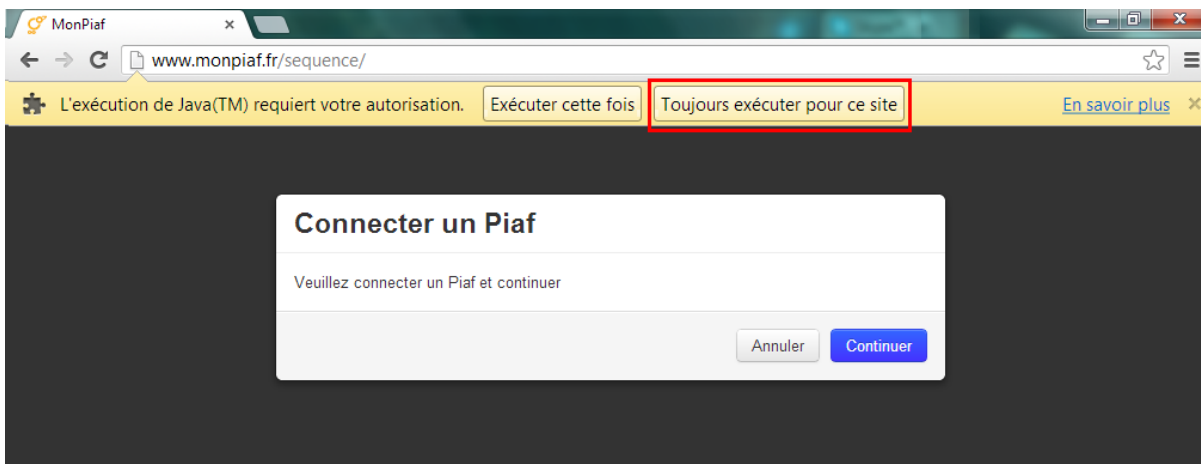 MonPiaf
www.monpiaf.fr/sequence/
L'exécution de Java(TM) requiert votre autorisation. Exécuter cette fois Toujours exécuter pour ce site En savoir plus
Connecter un Piaf
Veuillez connecter un Piaf et continuer
Annuler Continuer